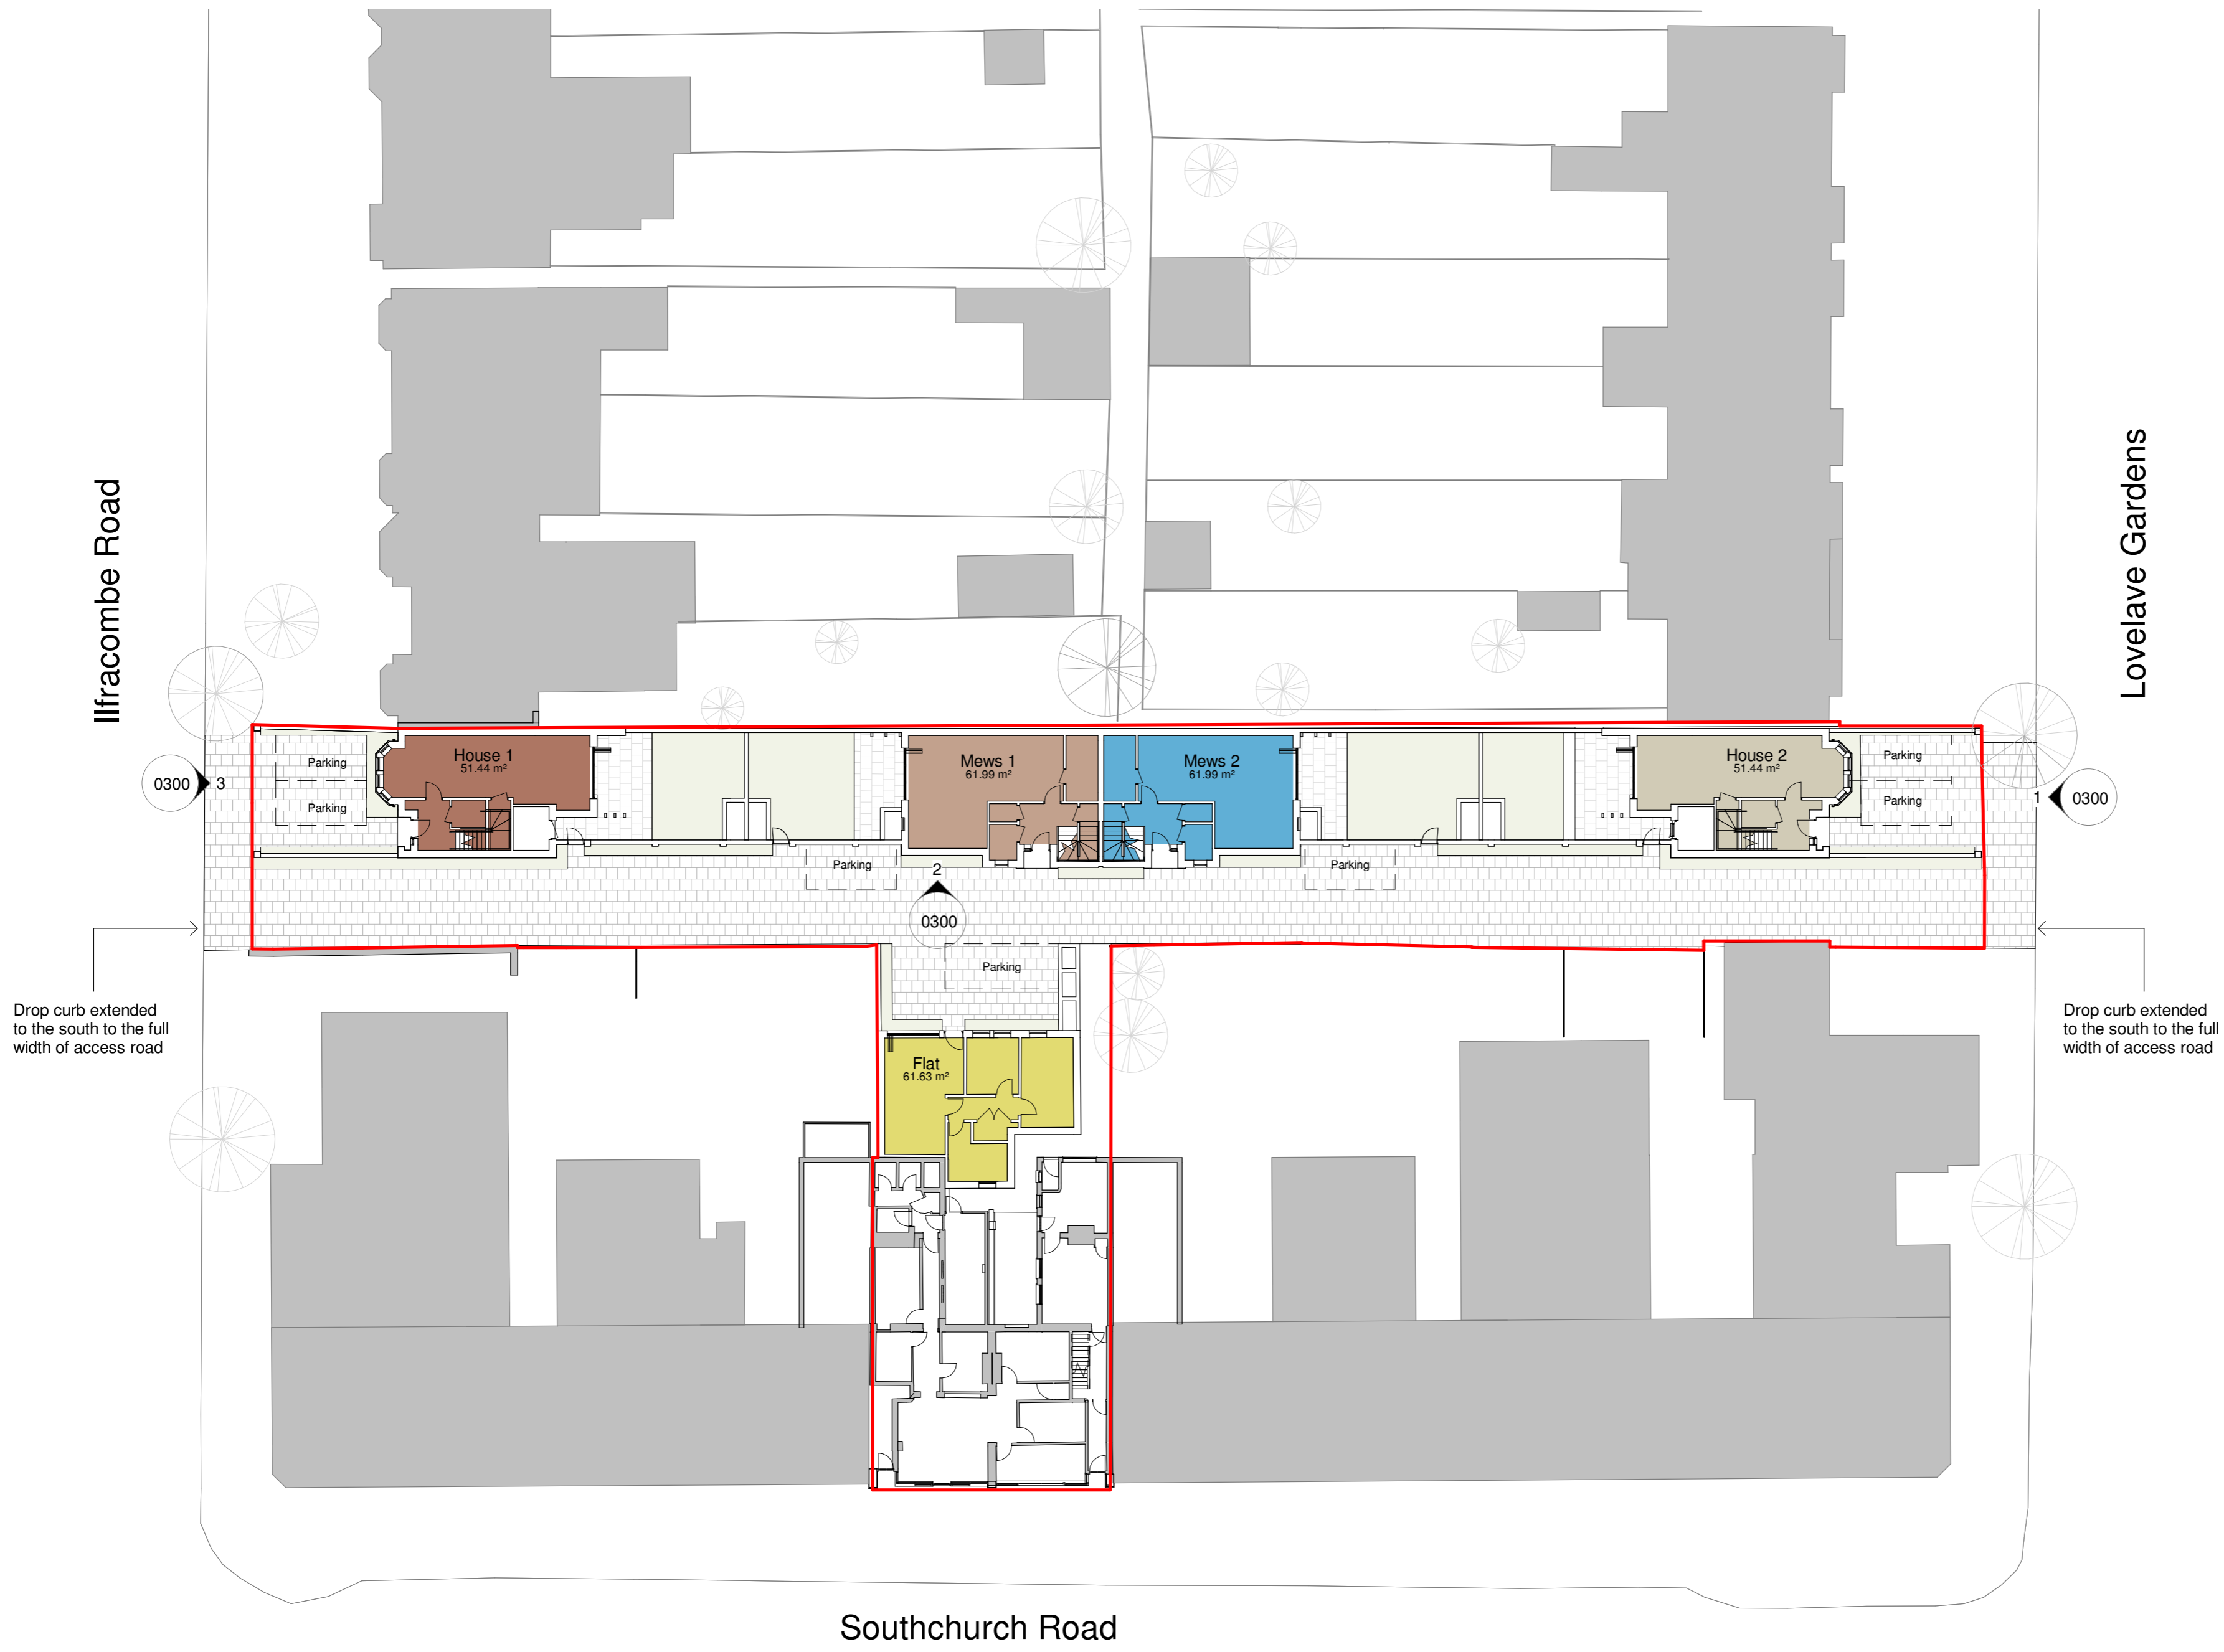 Ilfracombe Road
Lovelave Gardens
House 1
51.44 m²
Mews 1
61.99 m²
Mews 2
61.99 m²
House 2
51.44 m²
Parking
Parking
Parking
Parking
0300
3
1
0300
Parking
2
Parking
0300
Parking
Drop curb extended
to the south to the full
width of access road
Drop curb extended
to the south to the full
width of access road
Flat
61.63 m²
Southchurch Road